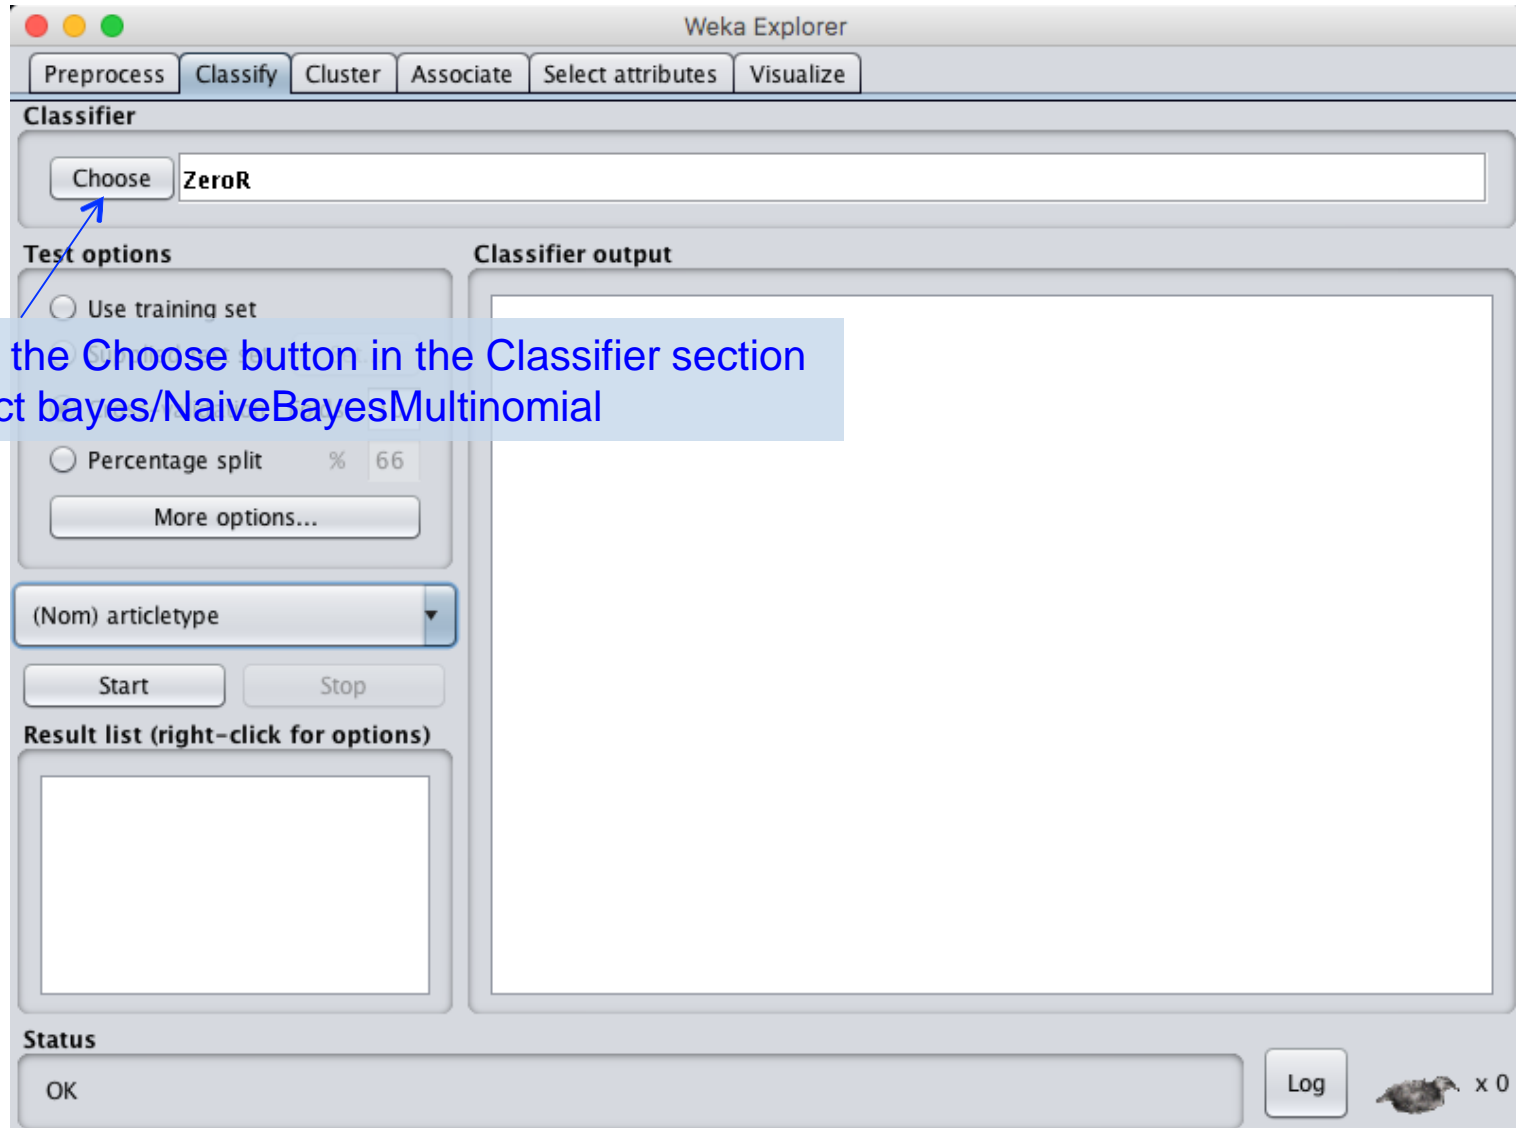 Weka Explorer
Preprocess Classify Cluster Associate Select attributes Visualize
Classifier
Choose ZeroR
Test options
Classifier output
Use training set
the Choose button in the Classifier section
ct bayes/NaiveBayesMultinomial
Percentage split % 66
More options...
(Nom) articletype
Start Stop
Result list (right-click for options)
Status
OK
Log
x 0